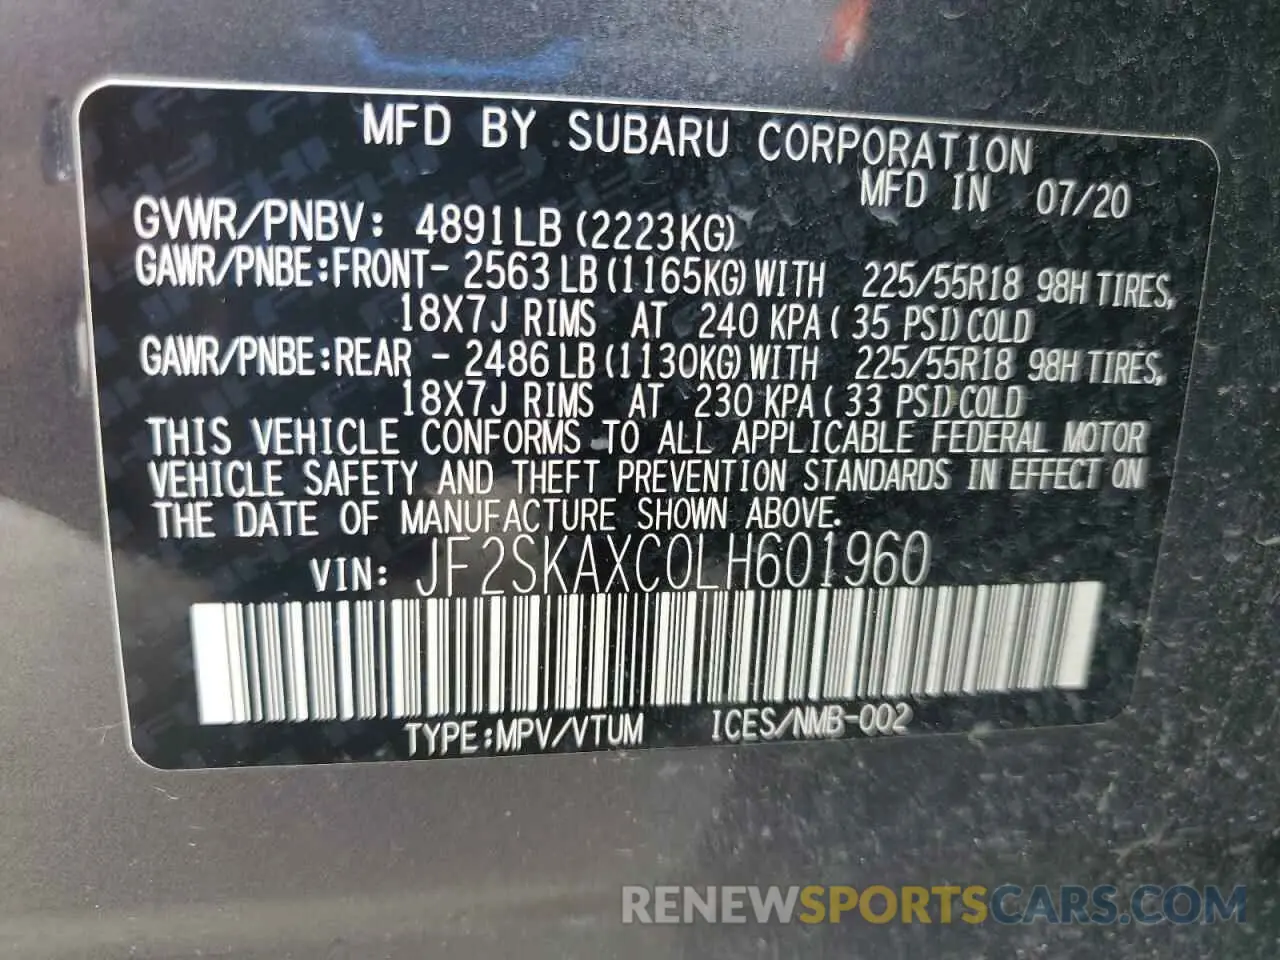 MFD BY SUBARU CORPORATION
MFD IN 07/20
GVWR/PNBV: 4891LB (2223KG)
GAWR/PNBE:FRONT- 2563 LB (1165KG) WITH 225/55R18 98H TIRES,
18X7J RIMS AT 240 KPA ( 35 PSI) COLD
GAWR/PNBE:REAR - 2486 LB (1130KG) WITH 225/55R18 98H TIRES,
18X7J RIMS AT 230 KPA ( 33 PSI) COLD
THIS VEHICLE CONFORMS TO ALL APPLICABLE FEDERAL MOTOR
VEHICLE SAFETY AND THEFT PREVENTION STANDARDS IN EFFECT ON
THE DATE OF MANUFACTURE SHOWN ABOVE.
VIN: JF2SKAXC0LH601960
TYPE:MPV/VTUM ICES/NMB-002
RENEWSPORTSCARS.COM